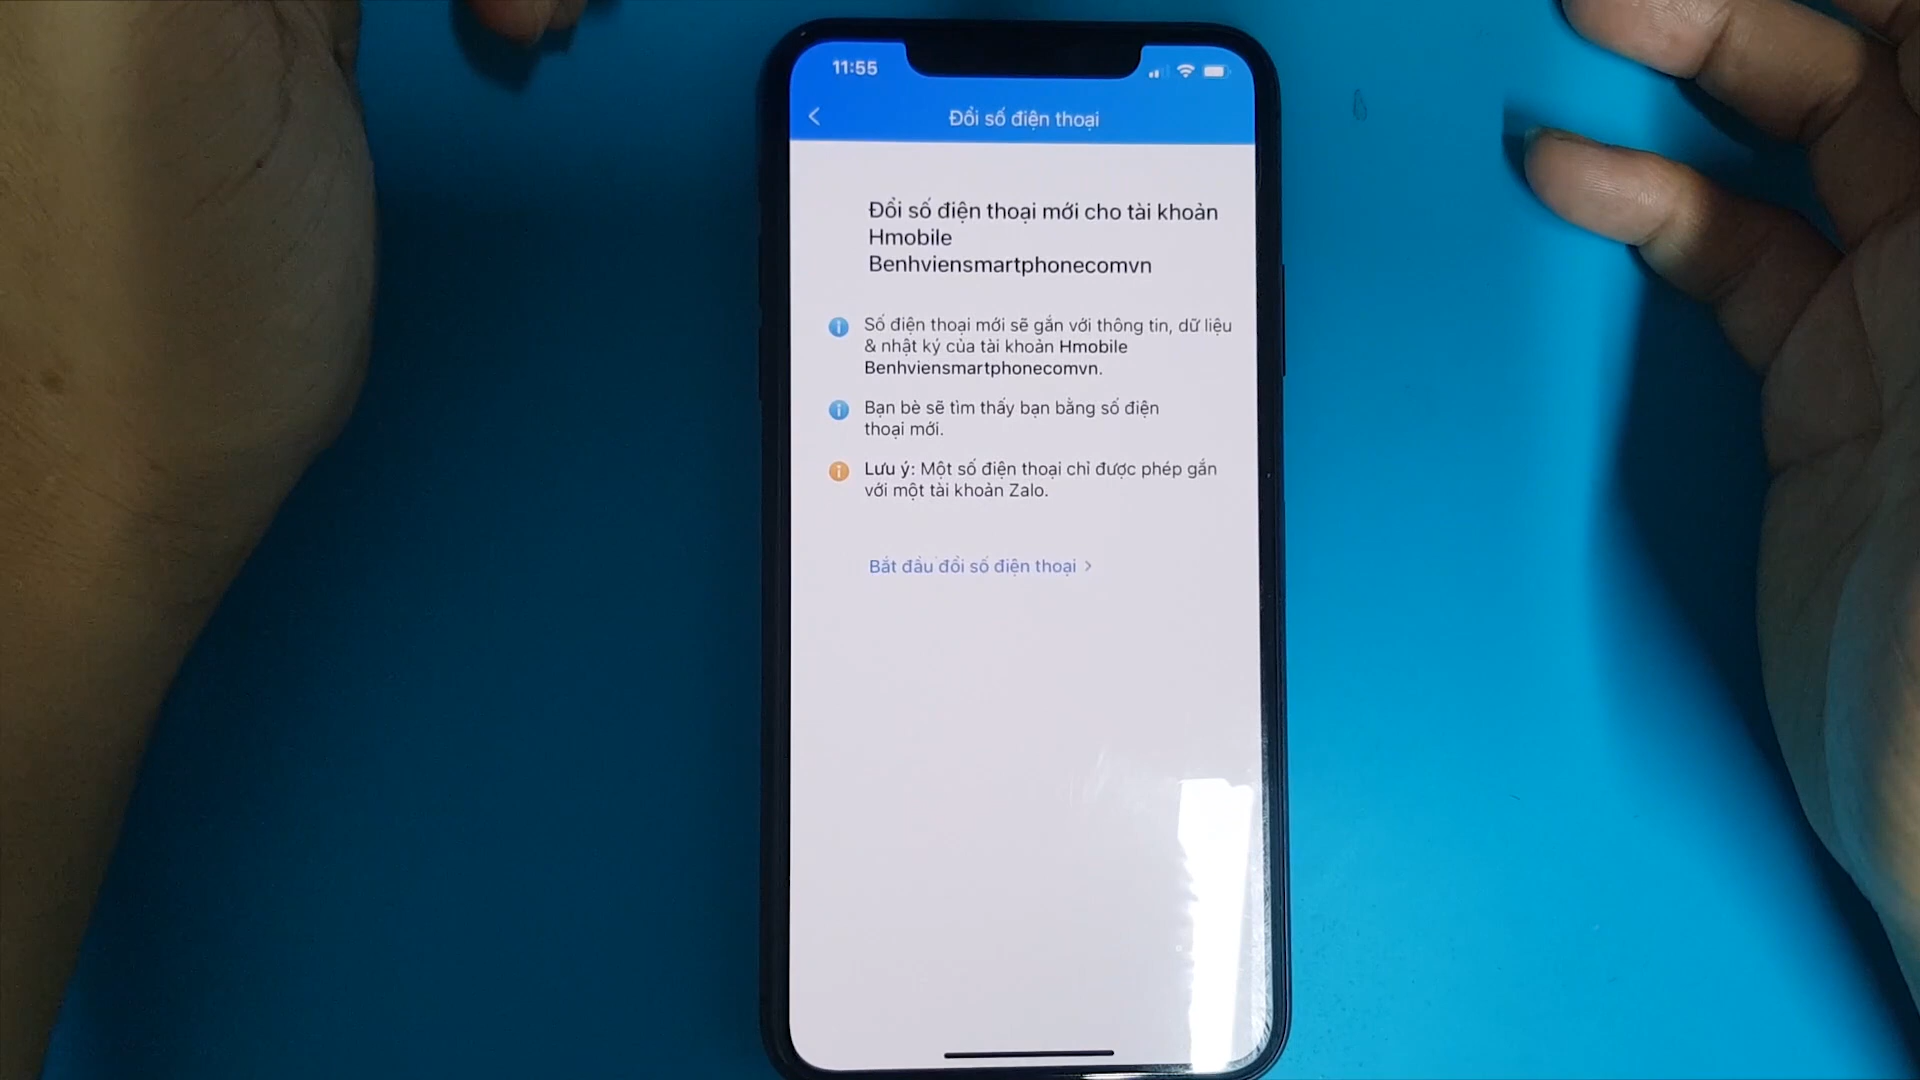 11:55
Đổi số điện thoại
Đổi số điện thoại mới cho tài khoản
Hmobile
Benhviensmartphonecomvn
Số điện thoại mới sẽ gắn với thông tin, dữ liệu
& nhật ký của tài khoản Hmobile
Benhviensmartphonecomvn.
Bạn bè sẽ tìm thấy bạn bằng số điện
thoại mới.
Lưu ý: Một số điện thoại chỉ được phép gắn
với một tài khoản Zalo.
Bắt đầu đổi số điện thoại >